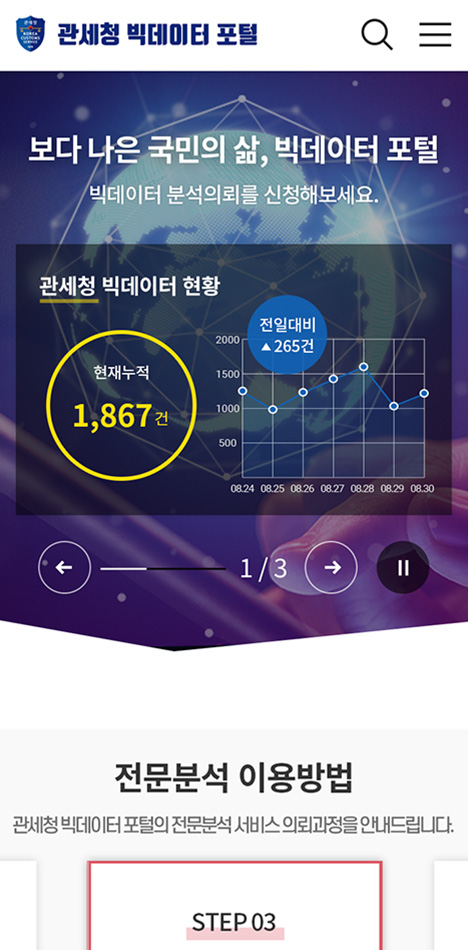 관세청 빅데이터 포털
보다 나은 국민의 삶, 빅데이터 포털
빅데이터 분석의뢰를 신청해보세요.
관세청 빅데이터 현황
현재누적
1,867건
전일대비
▲265건
2000
1500
1000
500
08.24 08.25 08.26 08.27 08.28 08.29 08.30
1 / 3
전문분석 이용방법
관세청 빅데이터 포털의 전문분석 서비스 의뢰과정을 안내드립니다.
STEP 03